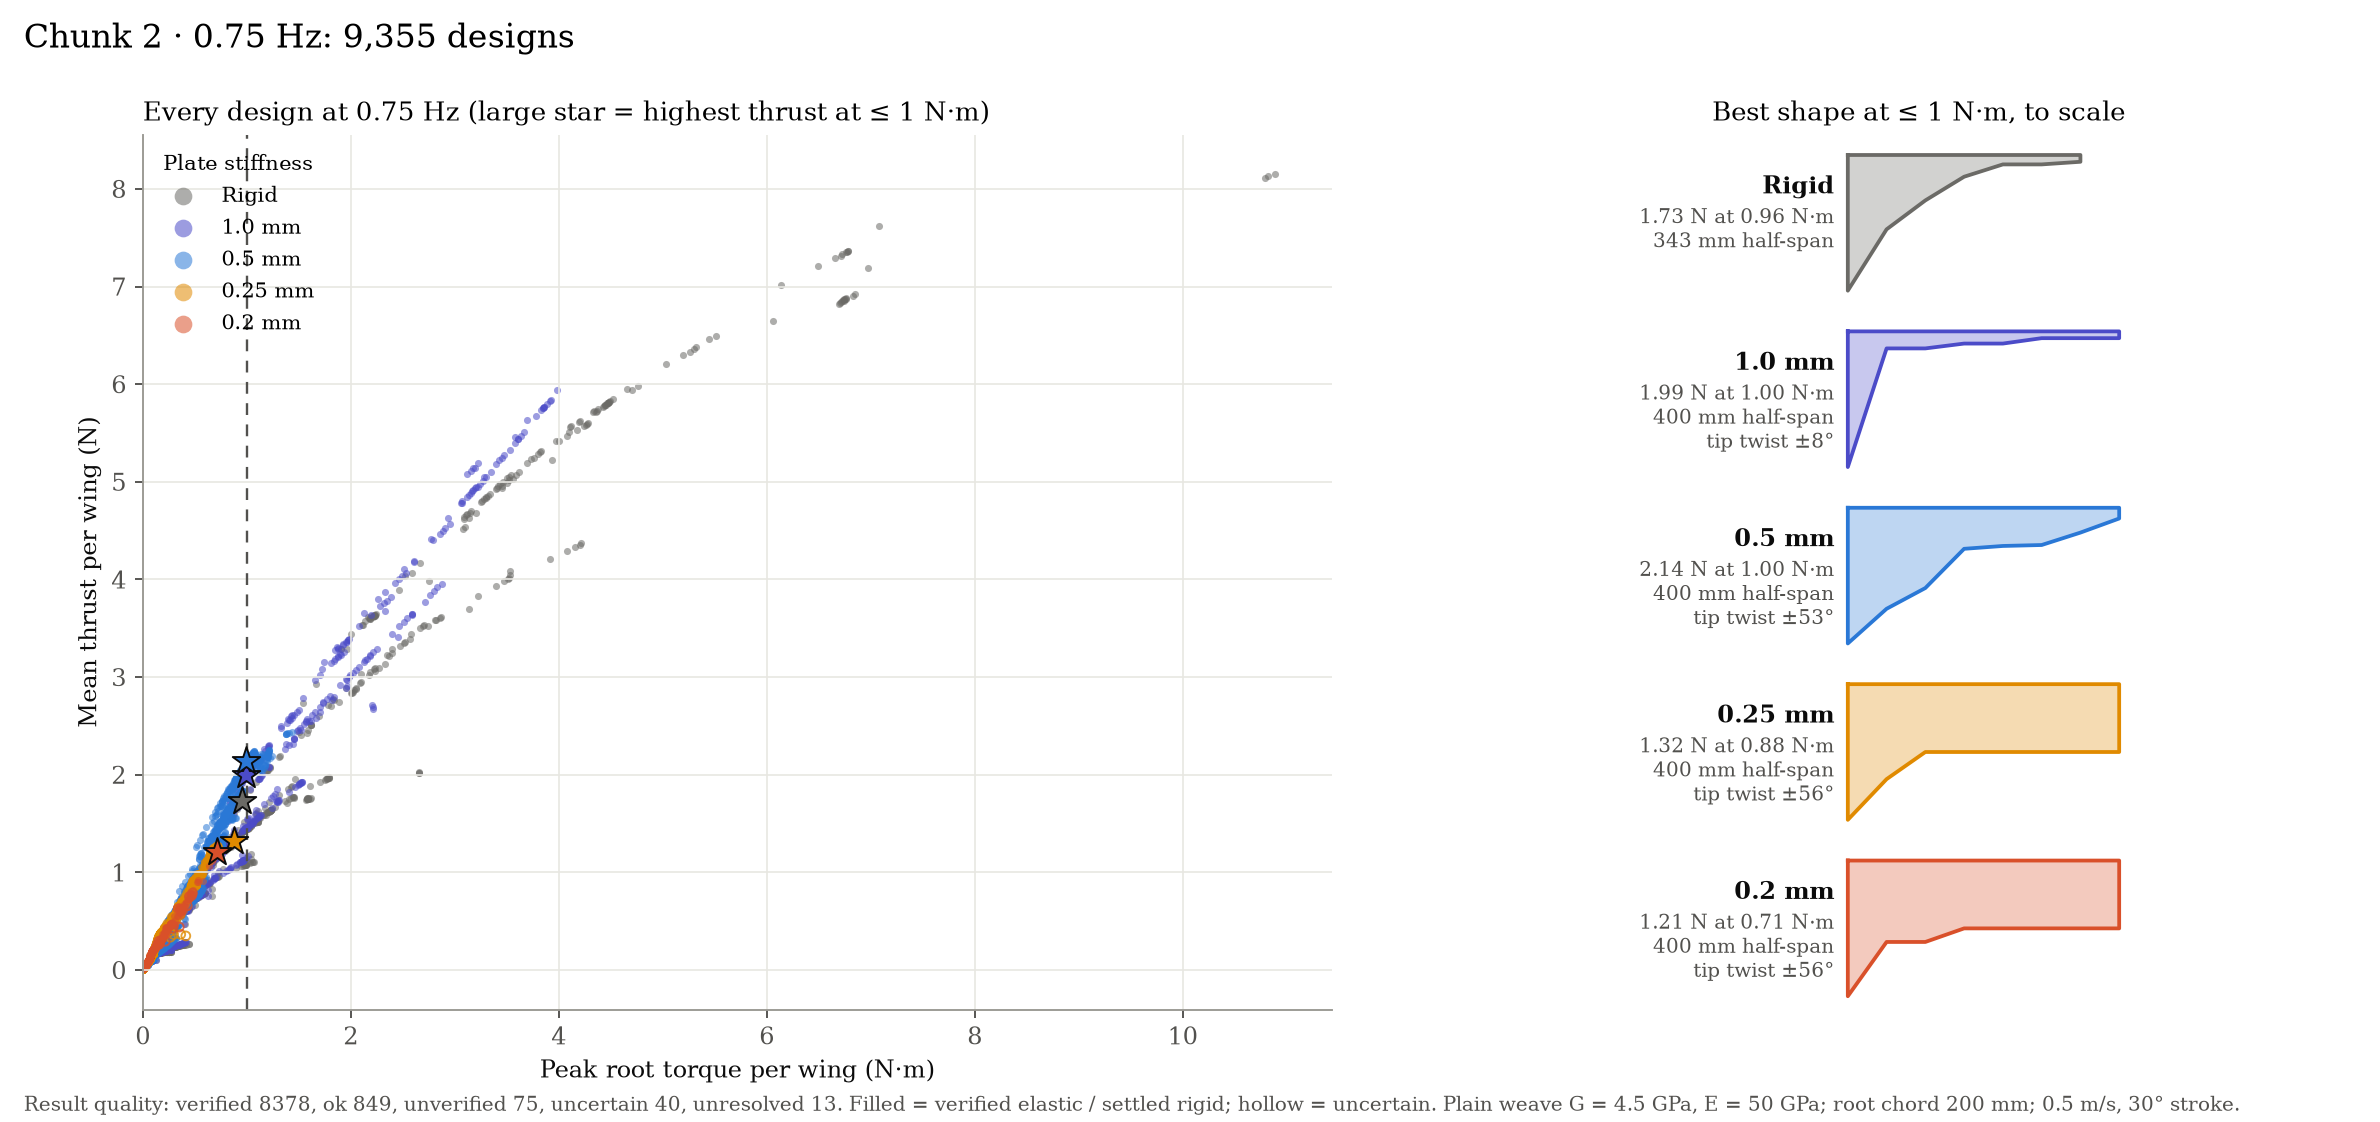 Chunk 2 · 0.75 Hz: 9,355 designs
Every design at 0.75 Hz (large star = highest thrust at ≤ 1 N·m)
Plate stiffness
Rigid
1.0 mm
0.5 mm
0.25 mm
0.2 mm
8
7
6
5
4
3
2
1
0
Mean thrust per wing (N)
0 2 4 6 8 10
Peak root torque per wing (N·m)
Best shape at ≤ 1 N·m, to scale
Rigid
1.73 N at 0.96 N·m
343 mm half-span
1.0 mm
1.99 N at 1.00 N·m
400 mm half-span
tip twist ±8°
0.5 mm
2.14 N at 1.00 N·m
400 mm half-span
tip twist ±53°
0.25 mm
1.32 N at 0.88 N·m
400 mm half-span
tip twist ±56°
0.2 mm
1.21 N at 0.71 N·m
400 mm half-span
tip twist ±56°
Result quality: verified 8378, ok 849, unverified 75, uncertain 40, unresolved 13. Filled = verified elastic / settled rigid; hollow = uncertain. Plain weave G = 4.5 GPa, E = 50 GPa; root chord 200 mm; 0.5 m/s, 30° stroke.